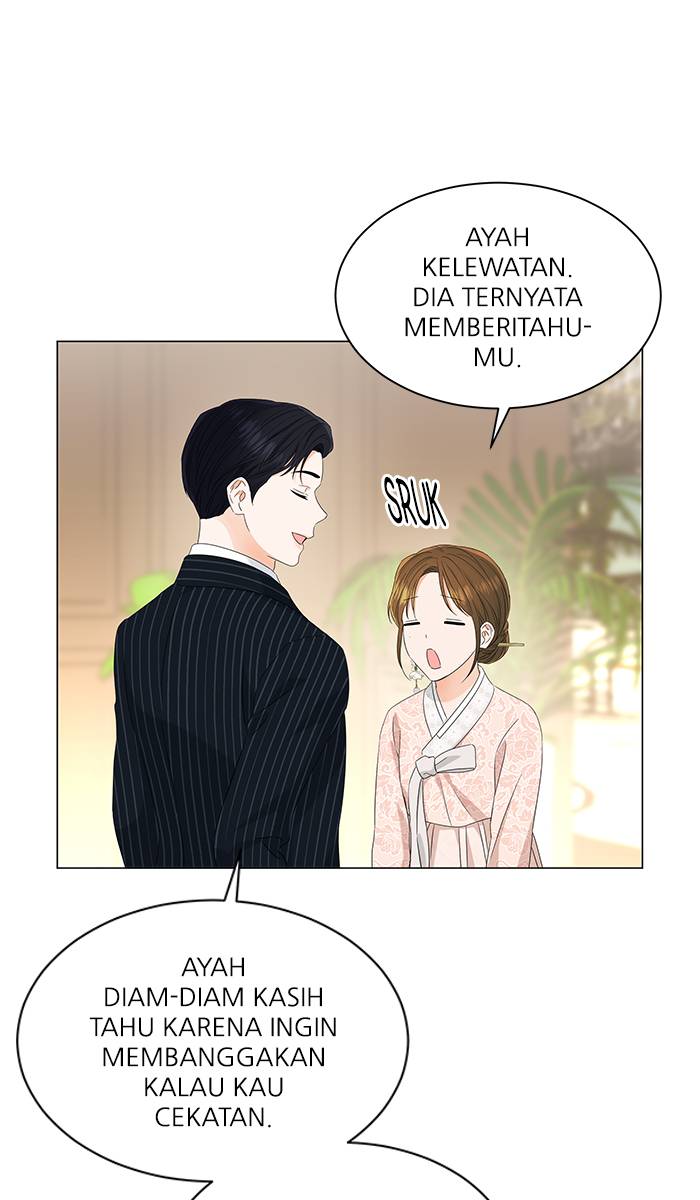 AYAH
KELEWATAN.
DIA TERNYATA
MEMBERITAHU-
MU.
SRUK
AYAH
DIAM-DIAM KASIH
TAHU KARENA INGIN
MEMBANGGAKAN
KALAU KAU
CEKATAN.